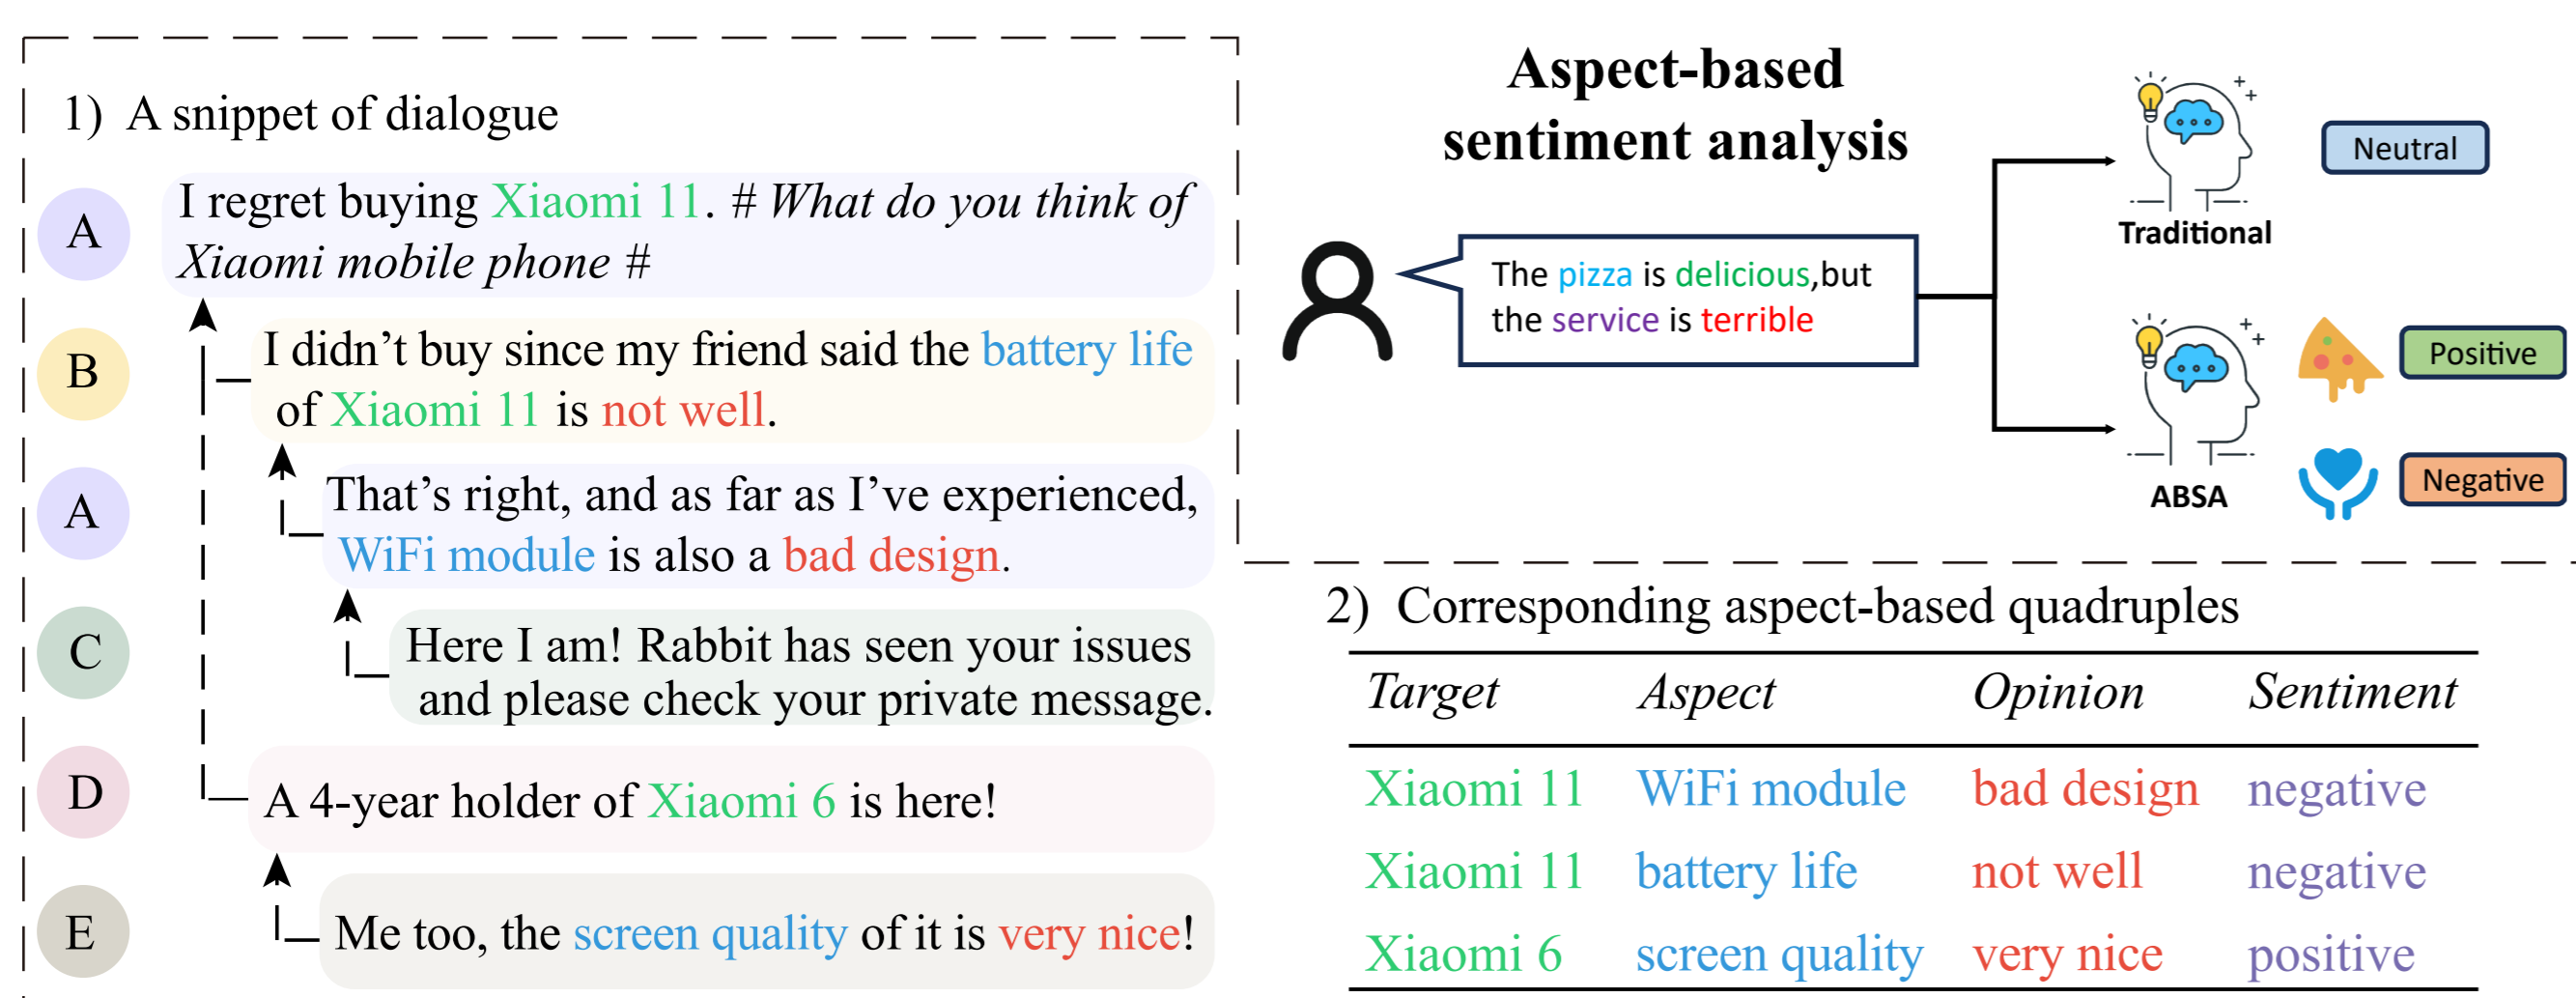 1) A snippet of dialogue
A
I regret buying Xiaomi 11. # What do you think of
Xiaomi mobile phone #
B
I didn't buy since my friend said the battery life
of Xiaomi 11 is not well.
A
That's right, and as far as I've experienced,
WiFi module is also a bad design.
C
Here I am! Rabbit has seen your issues
and please check your private message.
D
A 4-year holder of Xiaomi 6 is here!
E
Me too, the screen quality of it is very nice!
Aspect-based
sentiment analysis
The pizza is delicious,but
the service is terrible
Traditional
Neutral
ABSA
Positive
Negative
2) Corresponding aspect-based quadruples
Target Aspect Opinion Sentiment
Xiaomi 11 WiFi module bad design negative
Xiaomi 11 battery life not well negative
Xiaomi 6 screen quality very nice positive